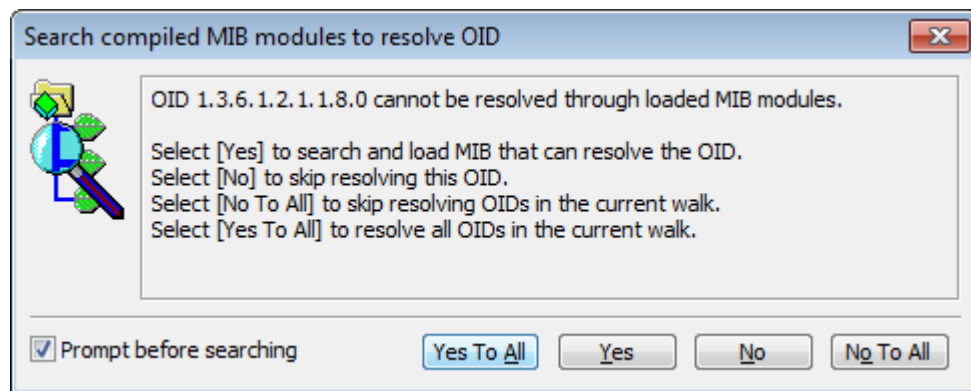 Search compiled MIB modules to resolve OID
OID 1.3.6.1.2.1.1.8.0 cannot be resolved through loaded MIB modules.
Select [Yes] to search and load MIB that can resolve the OID.
Select [No] to skip resolving this OID.
Select [No To All] to skip resolving OIDs in the current walk.
Select [Yes To All] to resolve all OIDs in the current walk.
Prompt before searching Yes To All Yes No No To All